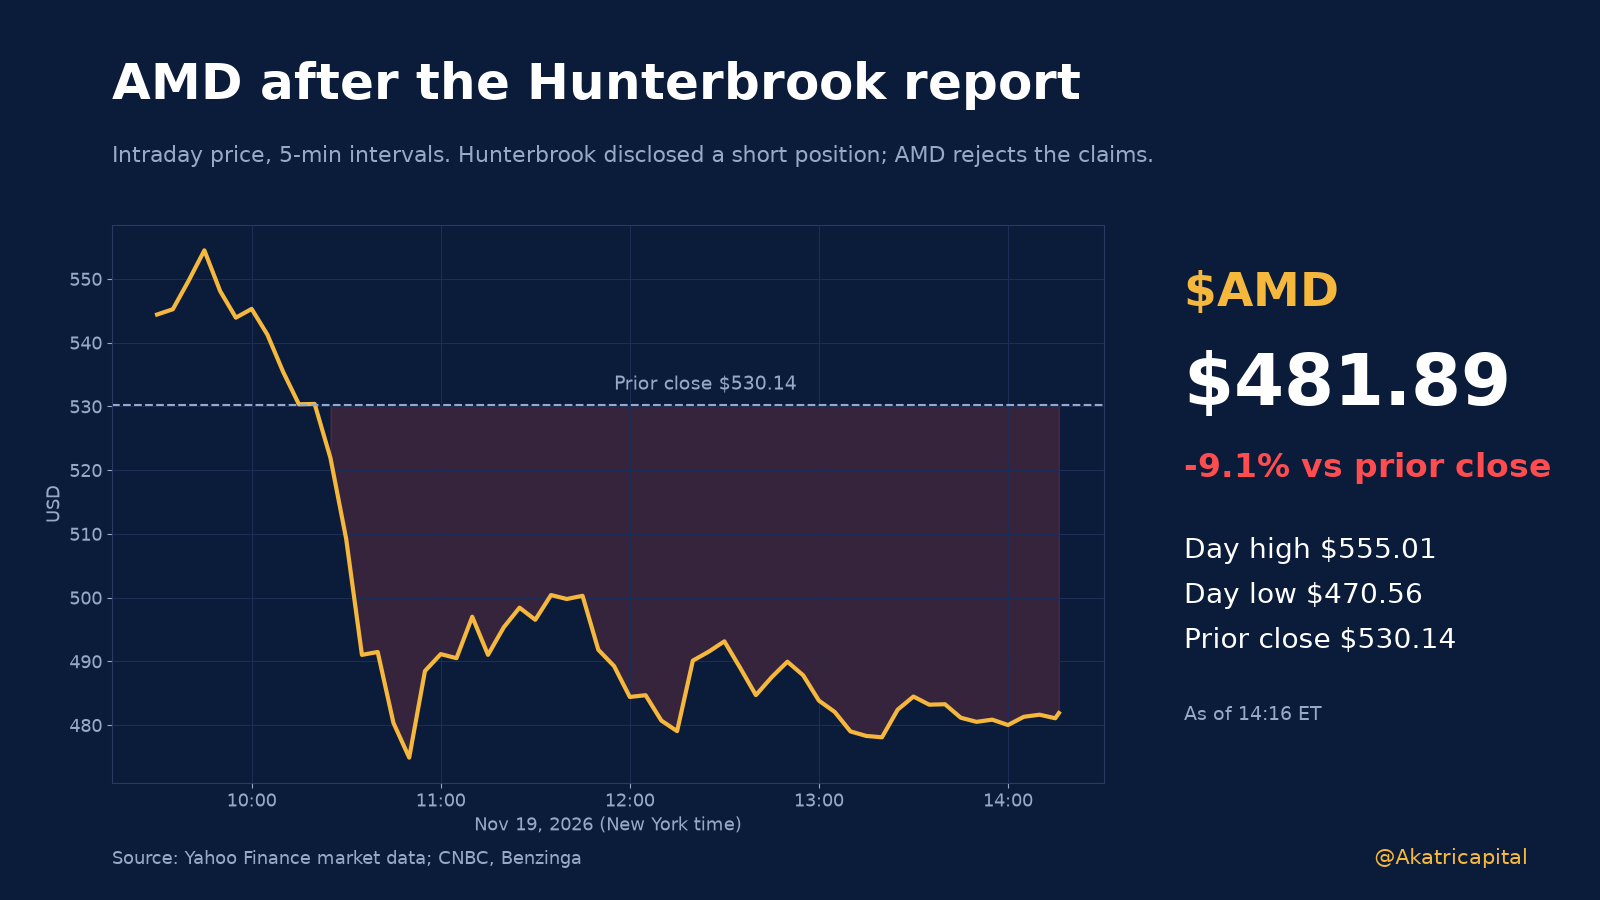 AMD after the Hunterbrook report
Intraday price, 5-min intervals. Hunterbrook disclosed a short position; AMD rejects the claims.
550
540
530
520
510
500
490
480
USD
Prior close $530.14
10:00
11:00
12:00
13:00
14:00
Nov 19, 2026 (New York time)
$AMD
$481.89
-9.1% vs prior close
Day high $555.01
Day low $470.56
Prior close $530.14
As of 14:16 ET
Source: Yahoo Finance market data; CNBC, Benzinga
@Akatricapital